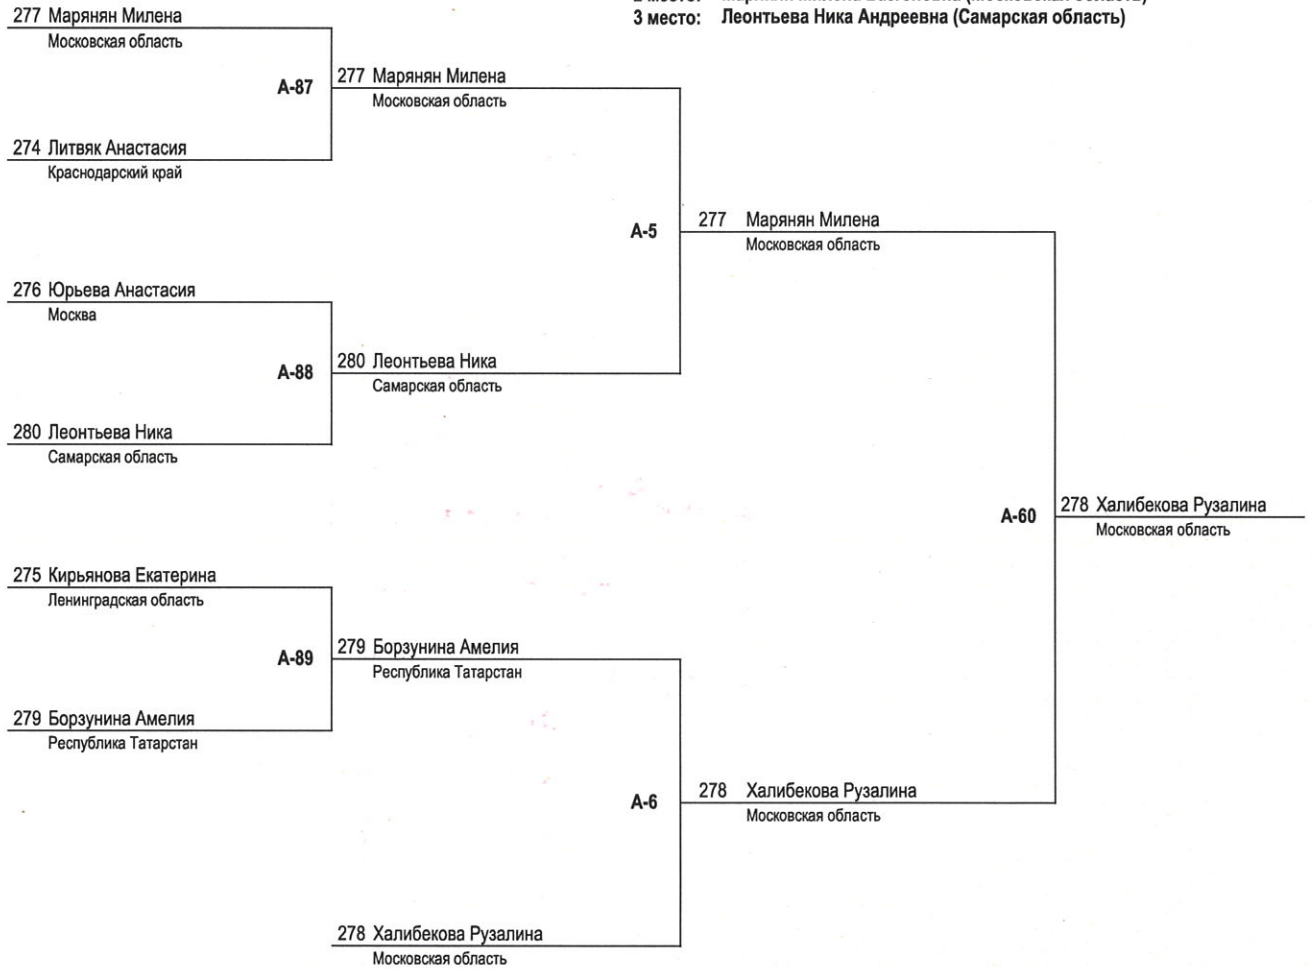 3 место: Леонтьева Ника Андреевна (Самарская область)
277 Марянян Милена
Московская область
А-87
277 Марянян Милена
Московская область
274 Литвяк Анастасия
Краснодарский край
А-5
277 Марянян Милена
Московская область
276 Юрьева Анастасия
Москва
А-88
280 Леонтьева Ника
Самарская область
280 Леонтьева Ника
Самарская область
А-60
278 Халибекова Рузалина
Московская область
275 Кирьянова Екатерина
Ленинградская область
А-89
279 Борзунина Амелия
Республика Татарстан
279 Борзунина Амелия
Республика Татарстан
А-6
278 Халибекова Рузалина
Московская область
278 Халибекова Рузалина
Московская область